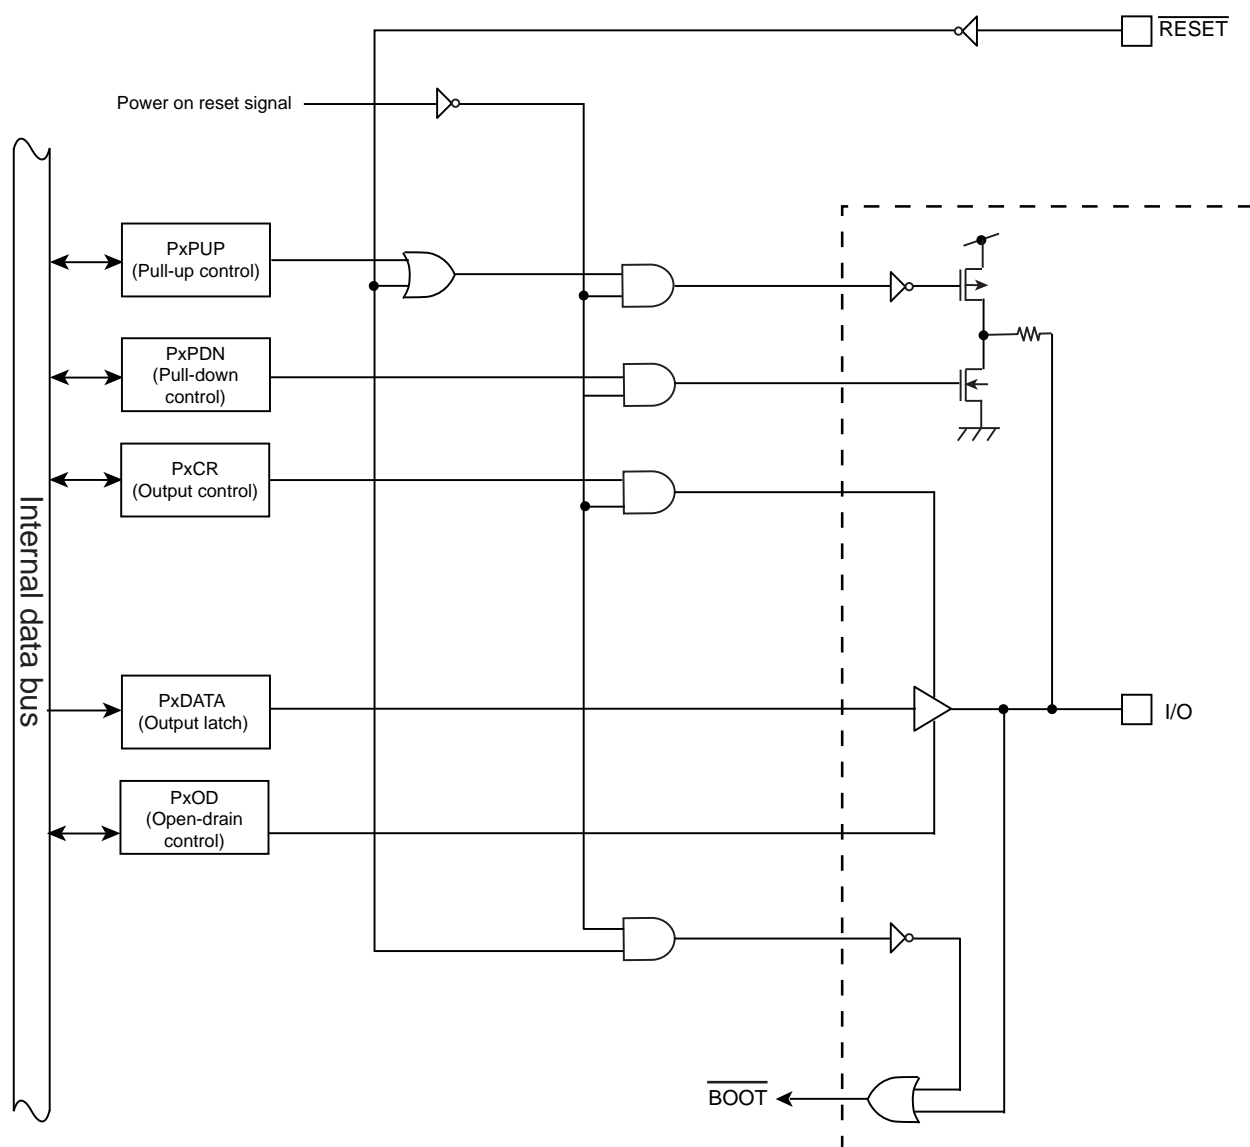 RESET
Power on reset signal
PxPUP
(Pull-up control)
PxPDN
(Pull-down
control)
PxCR
(Output control)
Internal data bus
PxDATA
(Output latch)
I/O
PxOD
(Open-drain
control)
BOOT